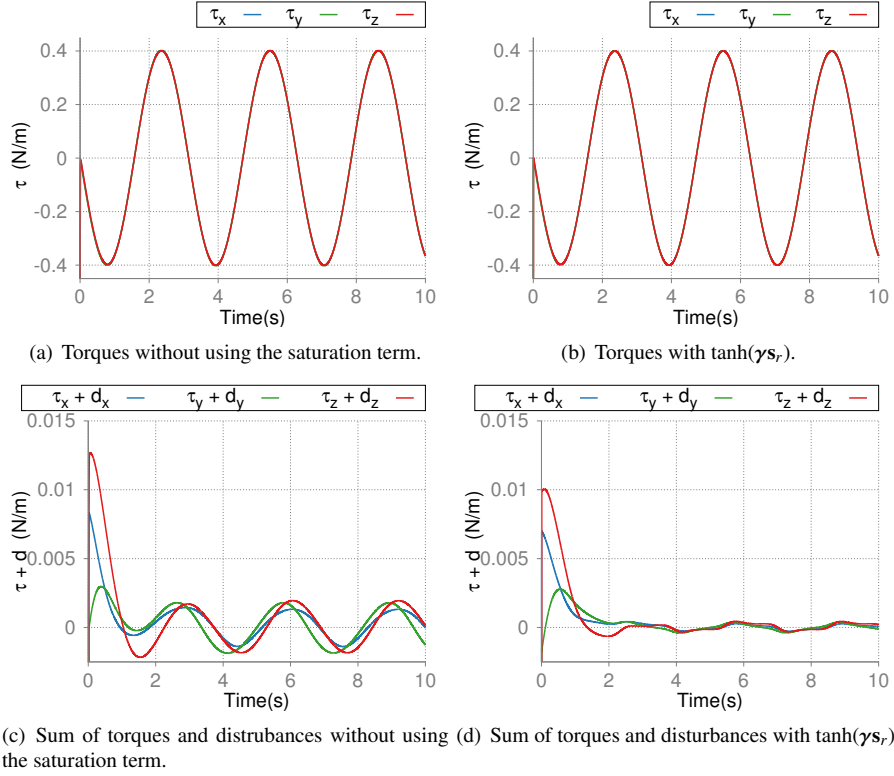 τx τy τz
τx τy τz
0.4
0.2
0
-0.2
-0.4
τ (N/m)
0 2 4 6 8 10
Time(s)
0.4
0.2
0
-0.2
-0.4
τ (N/m)
0 2 4 6 8 10
Time(s)
(a) Torques without using the saturation term.
(b) Torques with tanh(γsr).
τx + dx τy + dy τz + dz
τx + dx τy + dy τz + dz
0.015
0.01
0.005
0
τ + d (N/m)
0 2 4 6 8 10
Time(s)
0.015
0.01
0.005
0
τ + d (N/m)
0 2 4 6 8 10
Time(s)
(c) Sum of torques and distrubances without using
the saturation term.
(d) Sum of torques and disturbances with tanh(γsr)